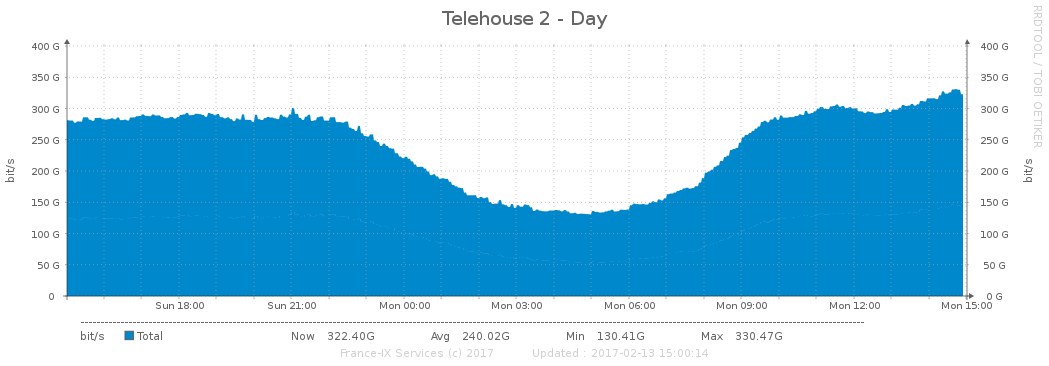 Telehouse 2 - Day
RRDTOOL / TOBI OETIKER
400 G 400 G
350 G 350 G
300 G 300 G
250 G 250 G
200 G 200 G
150 G 150 G
100 G 100 G
50 G 50 G
0 0 G
bit/s
bit/s
Sun 18:00 Sun 21:00 Mon 00:00 Mon 03:00 Mon 06:00 Mon 09:00 Mon 12:00 Mon 15:00
bit/s Total Now 322.40G Avg 240.02G Min 130.41G Max 330.47G
France-IX Services (c) 2017 Updated : 2017-02-13 15:00:14